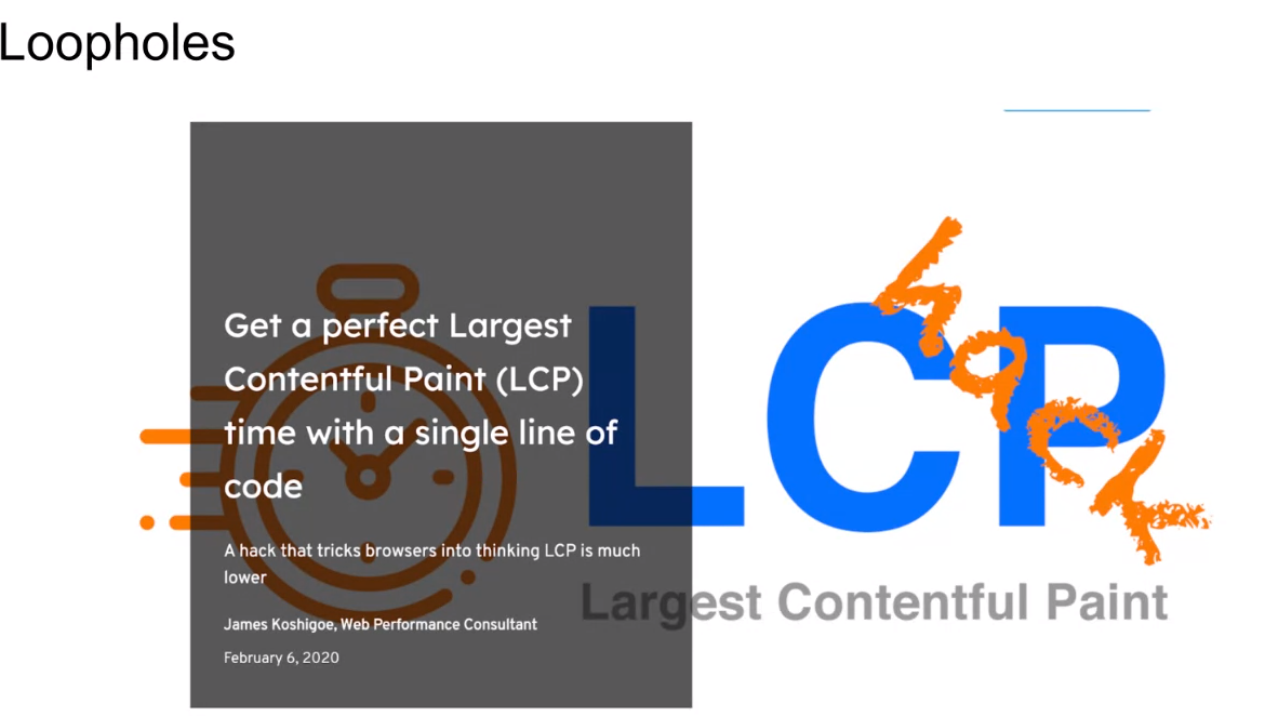 Loopholes
Get a perfect Largest
Contentful Paint (LCP)
time with a single line of
code
A hack that tricks browsers into thinking LCP is much
lower
James Koshigoe, Web Performance Consultant
February 6, 2020
LCP
hack
Largest Contentful Paint